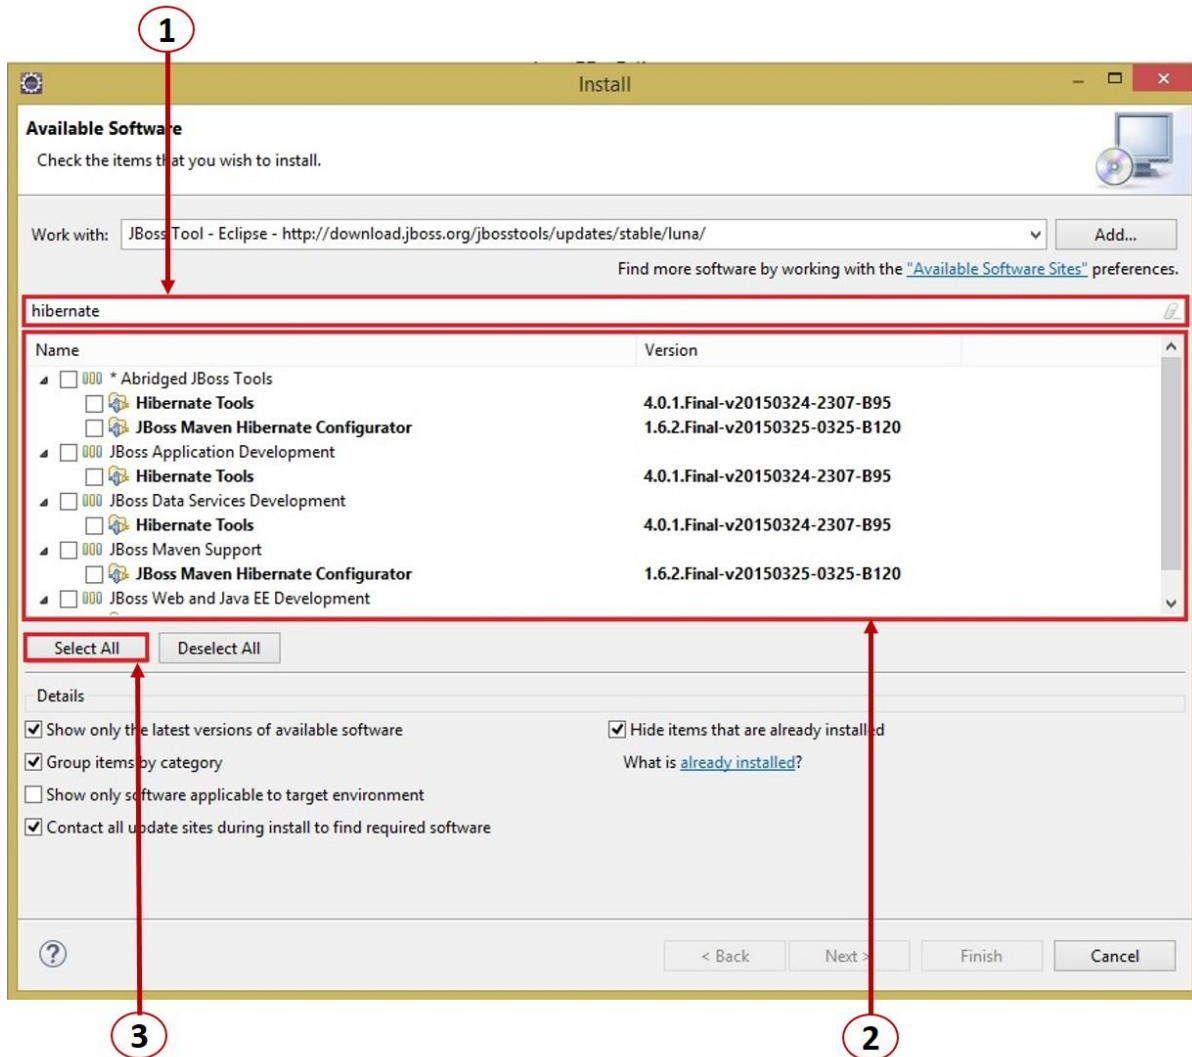 1
Install
Available Software
Check the items that you wish to install.
Work with: JBoss Tool - Eclipse - http://download.jboss.org/jbosstools/updates/stable/luna/ Add...
Find more software by working with the "Available Software Sites" preferences.
hibernate
Name Version
* Abridged JBoss Tools
Hibernate Tools 4.0.1.Final-v20150324-2307-B95
JBoss Maven Hibernate Configurator 1.6.2.Final-v20150325-0325-B120
JBoss Application Development
Hibernate Tools 4.0.1.Final-v20150324-2307-B95
JBoss Data Services Development
Hibernate Tools 4.0.1.Final-v20150324-2307-B95
JBoss Maven Support
JBoss Maven Hibernate Configurator 1.6.2.Final-v20150325-0325-B120
JBoss Web and Java EE Development
Select All Deselect All
Details
Show only the latest versions of available software Hide items that are already installed
Group items by category What is already installed?
Show only software applicable to target environment
Contact all update sites during install to find required software
? < Back Next > Finish Cancel
3 2